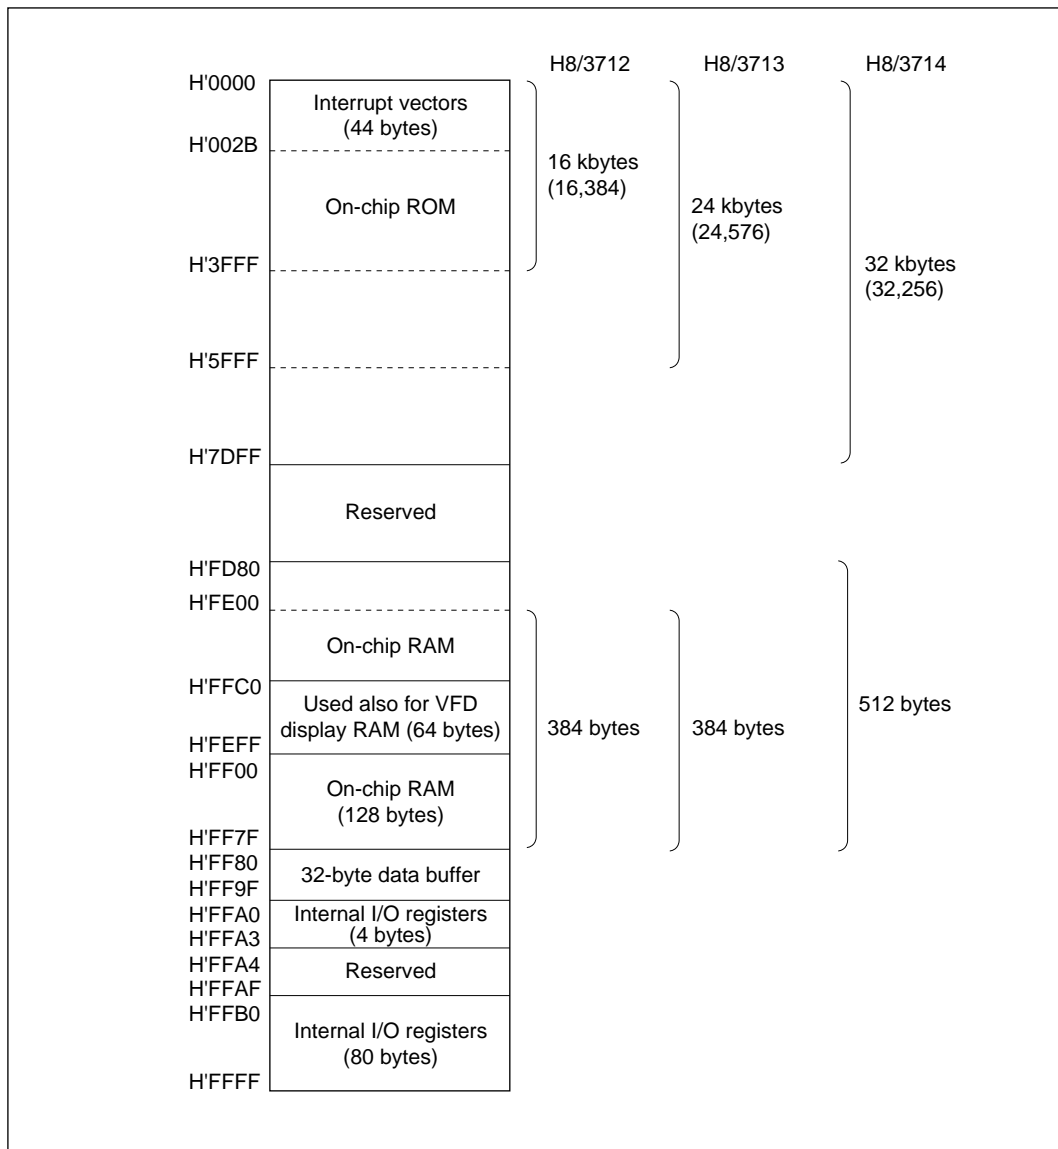 H8/3712 H8/3713 H8/3714
H'0000
Interrupt vectors
(44 bytes)
H'002B
16 kbytes
(16,384)
On-chip ROM
24 kbytes
(24,576)
H'3FFF
32 kbytes
(32,256)
H'5FFF
H'7DFF
Reserved
H'FD80
H'FE00
On-chip RAM
H'FFC0
Used also for VFD
display RAM (64 bytes)
384 bytes
384 bytes
512 bytes
H'FEFF
H'FF00
On-chip RAM
(128 bytes)
H'FF7F
H'FF80
32-byte data buffer
H'FF9F
H'FFA0
Internal I/O registers
(4 bytes)
H'FFA3
H'FFA4
Reserved
H'FFAF
H'FFB0
Internal I/O registers
(80 bytes)
H'FFFF